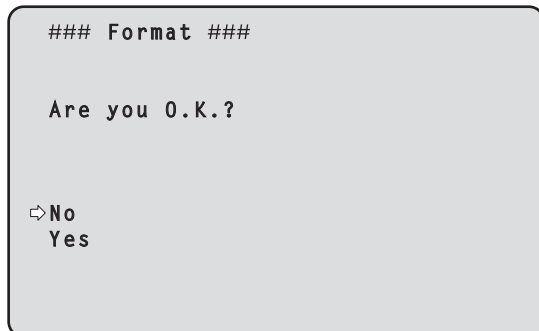 ### Format ###
Are you O.K.?
⇨No
Yes